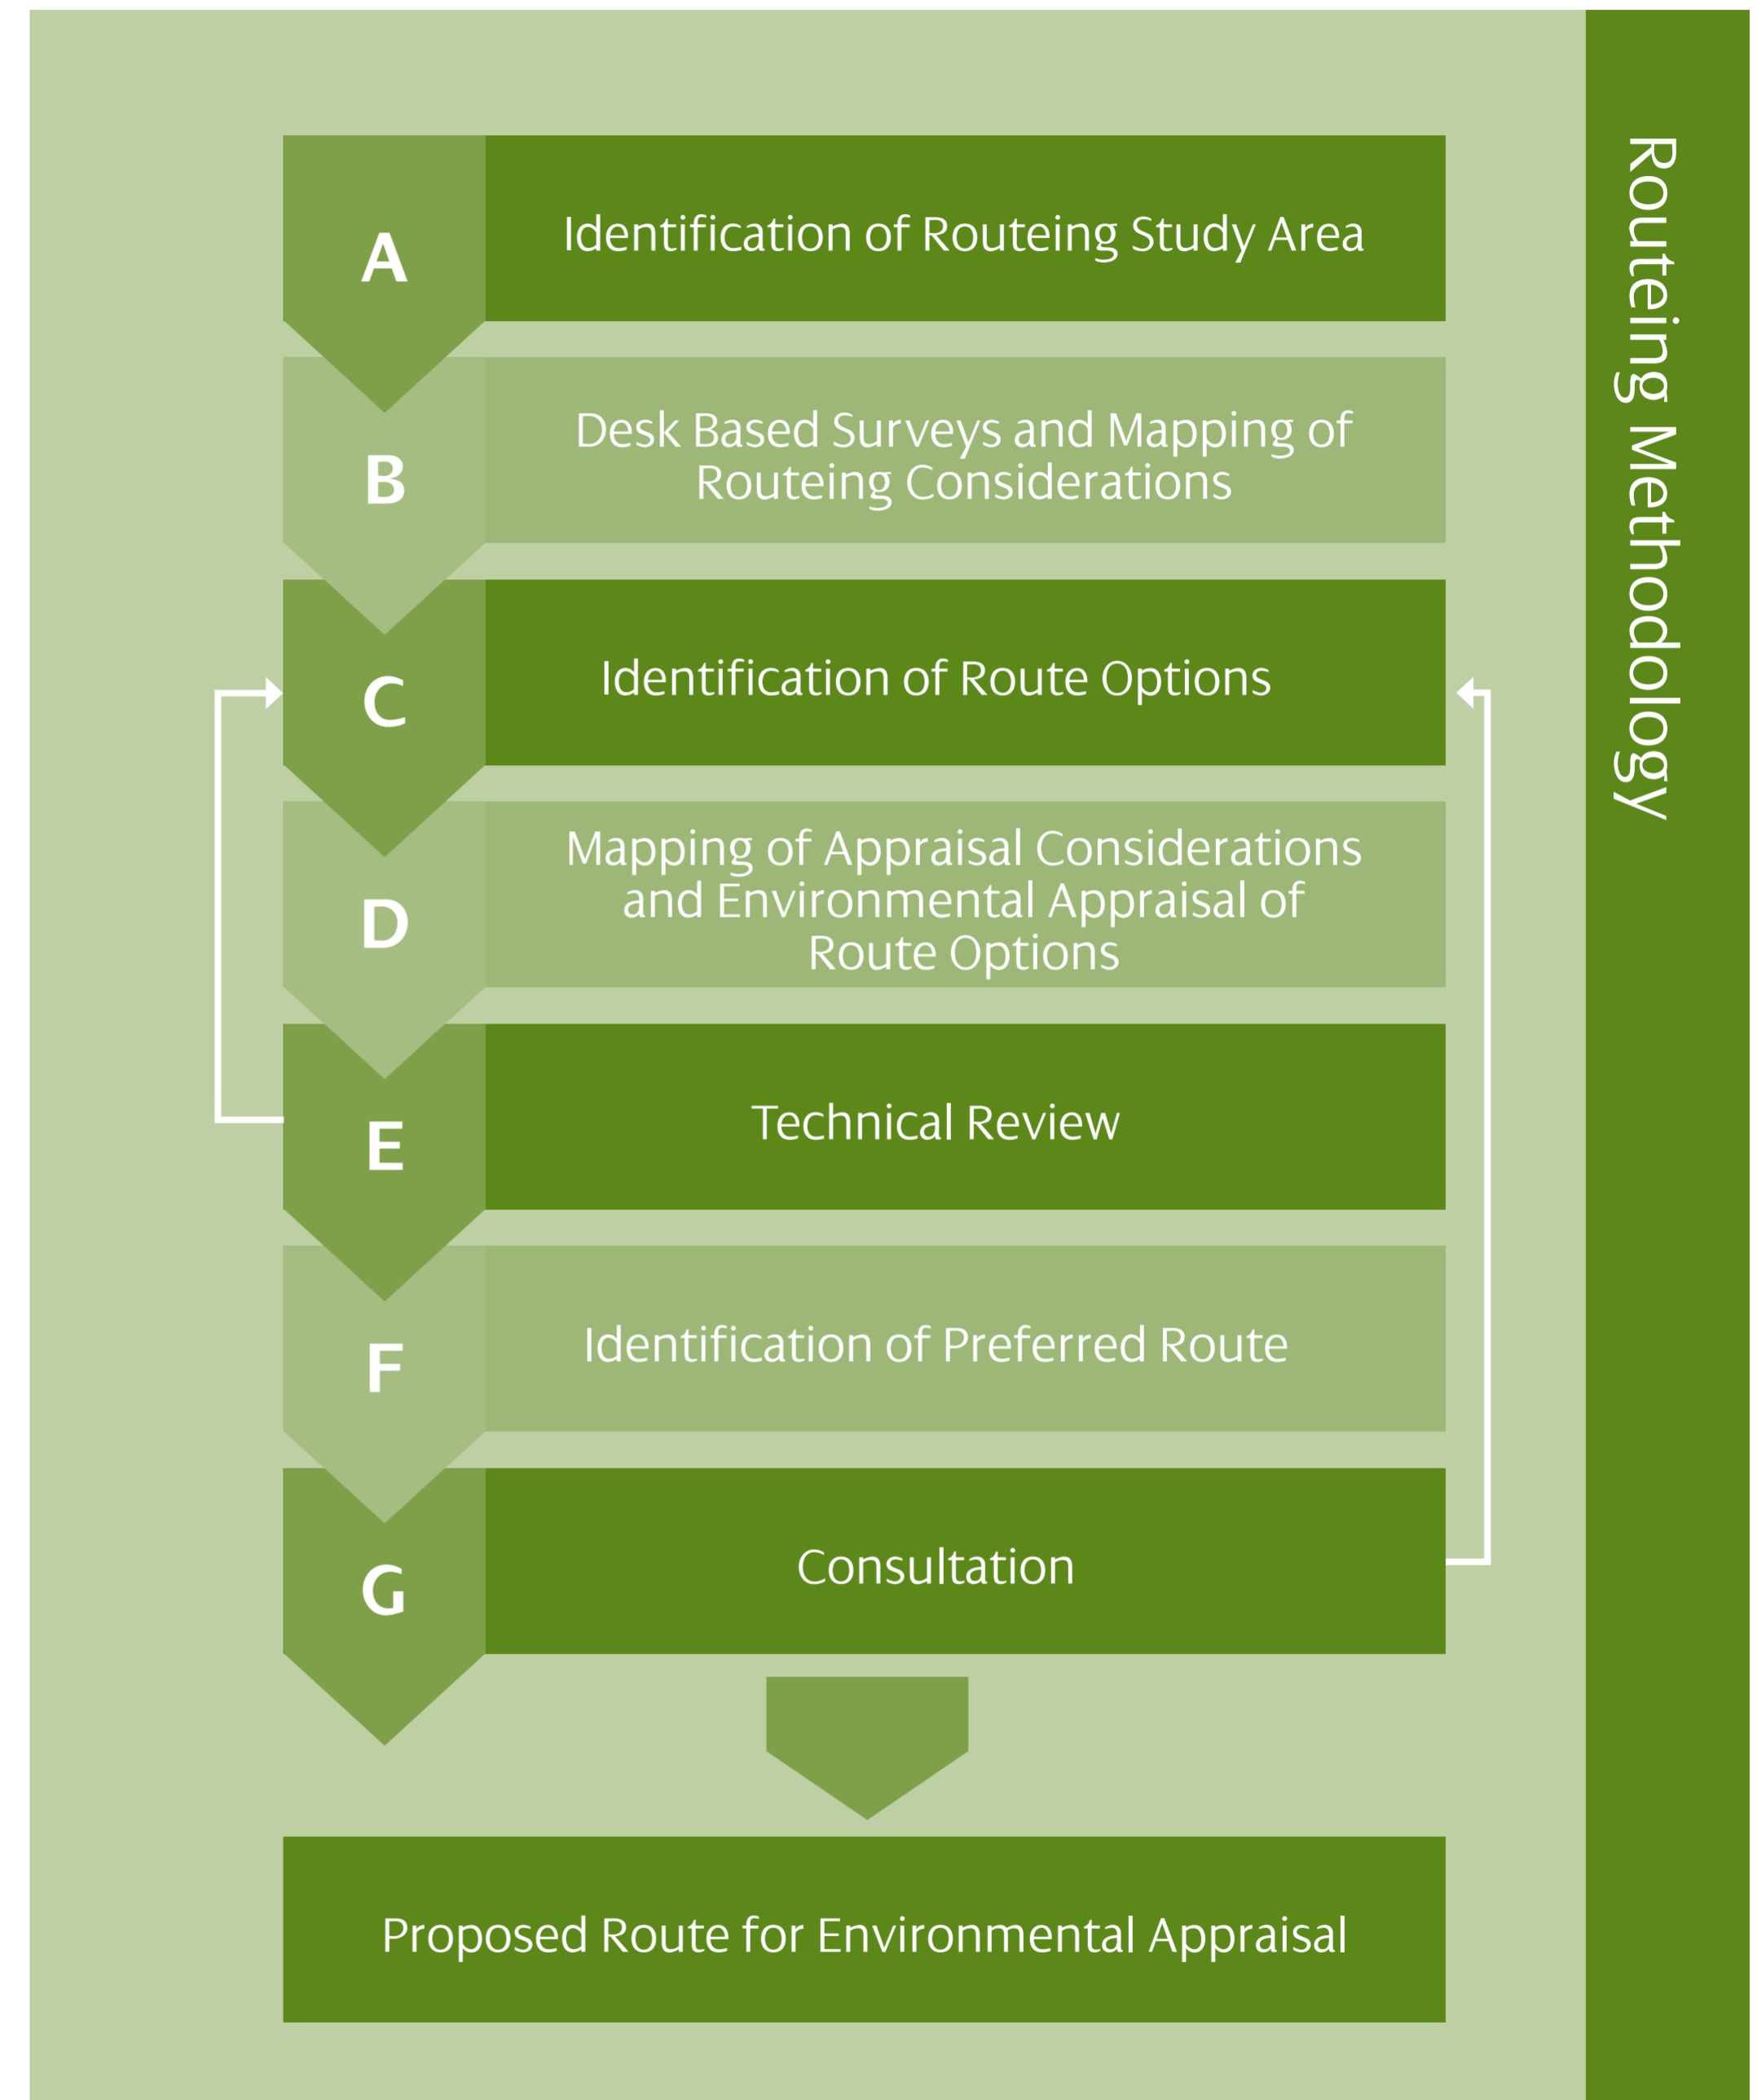 Routeing Methodology
A
Identification of Routeing Study Area
B
Desk Based Surveys and Mapping of
Routeing Considerations
C
Identification of Route Options
D
Mapping of Appraisal Considerations
and Environmental Appraisal of
Route Options
E
Technical Review
F
Identification of Preferred Route
G
Consultation
Proposed Route for Environmental Appraisal